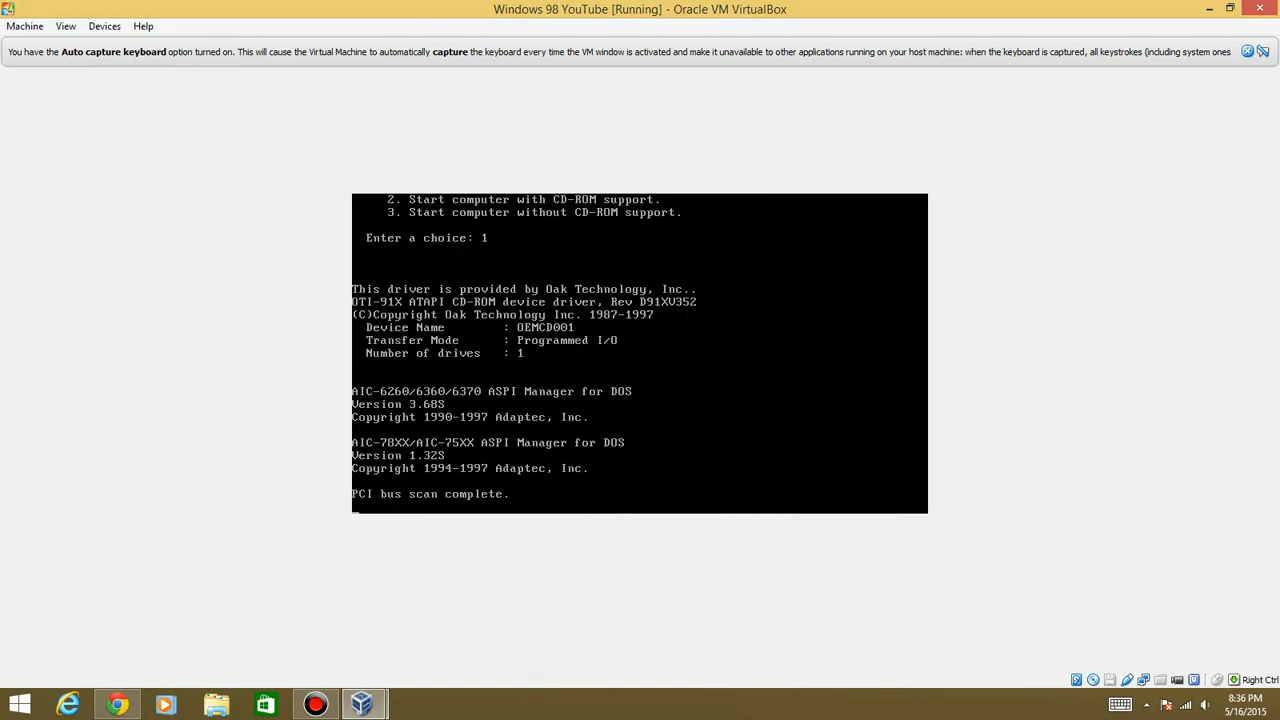 Windows 98 YouTube [Running] - Oracle VM VirtualBox
Machine View Devices Help
You have the Auto capture keyboard option turned on. This will cause the Virtual Machine to automatically capture the keyboard every time the VM window is activated and make it unavailable to other applications running on your host machine: when the keyboard is captured, all keystrokes (including system ones
2. Start computer with CD-ROM support.
3. Start computer without CD-ROM support.
Enter a choice: 1
This driver is provided by Oak Technology, Inc..
OTI-91X ATAPI CD-ROM device driver, Rev D91XV352
(C)Copyright Oak Technology Inc. 1987-1997
Device Name : OEMCD001
Transfer Mode : Programmed I/O
Number of drives : 1
AIC-6260/6360/6370 ASPI Manager for DOS
Version 3.68S
Copyright 1990-1997 Adaptec, Inc.
AIC-78XX/AIC-75XX ASPI Manager for DOS
Version 1.32S
Copyright 1994-1997 Adaptec, Inc.
PCI bus scan complete.
Right Ctrl
8:36 PM
5/16/2015